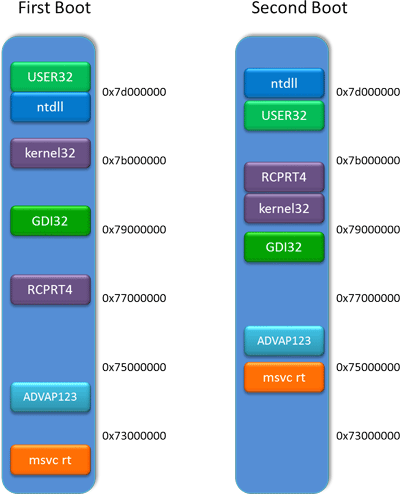 First Boot
USER32
ntdll
kernel32
GDI32
RCPRT4
ADVAP123
msvc rt
0x7d000000
0x7b000000
0x79000000
0x77000000
0x75000000
0x73000000
Second Boot
ntdll
USER32
RCPRT4
kernel32
GDI32
ADVAP123
msvc rt
0x7d000000
0x7b000000
0x79000000
0x77000000
0x75000000
0x73000000